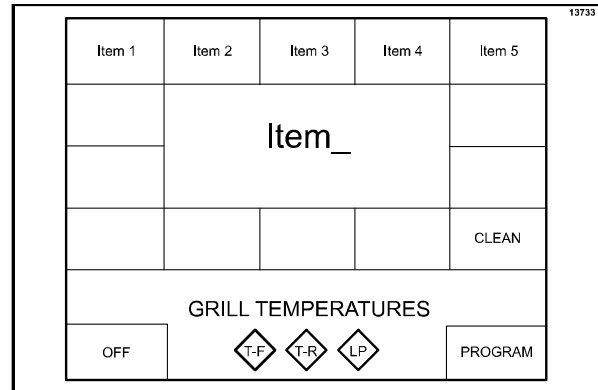 13733
Item 1 Item 2 Item 3 Item 4 Item 5
Item_
CLEAN
GRILL TEMPERATURES
OFF T-F T-R LP PROGRAM